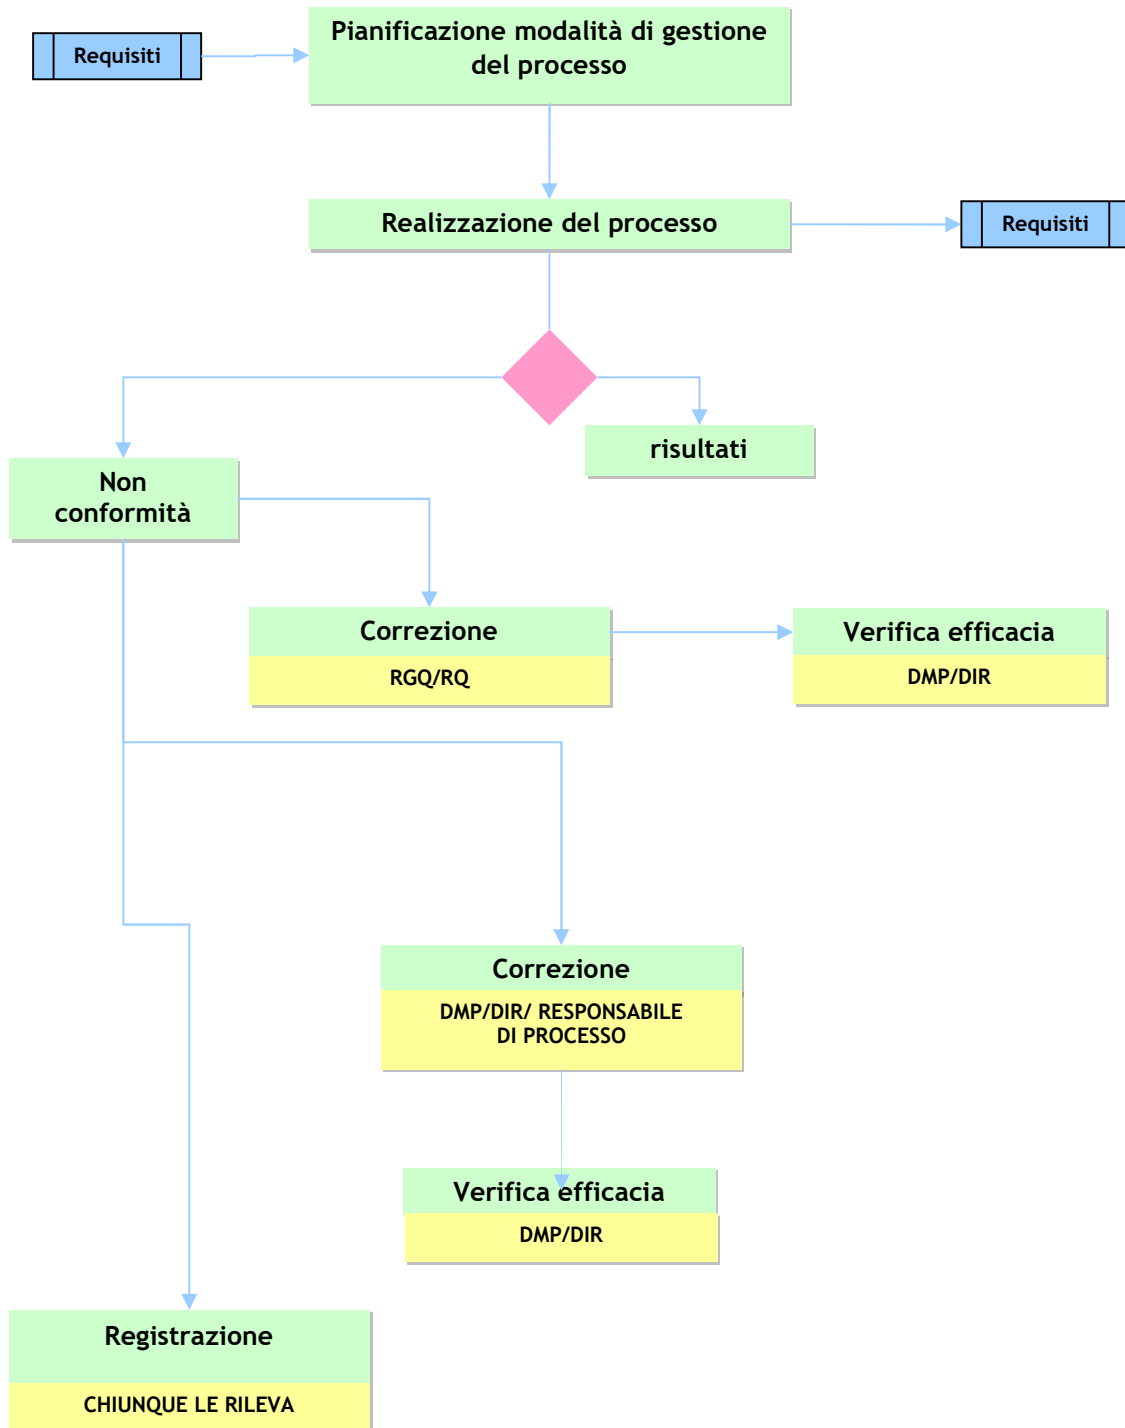 Pianificazione modalità di gestione
del processo
Requisiti
Realizzazione del processo
Requisiti
risultati
Non
conformità
Correzione
RGQ/RQ
Verifica efficacia
DMP/DIR
Correzione
DMP/DIR/ RESPONSABILE
DI PROCESSO
Verifica efficacia
DMP/DIR
Registrazione
CHIUNQUE LE RILEVA